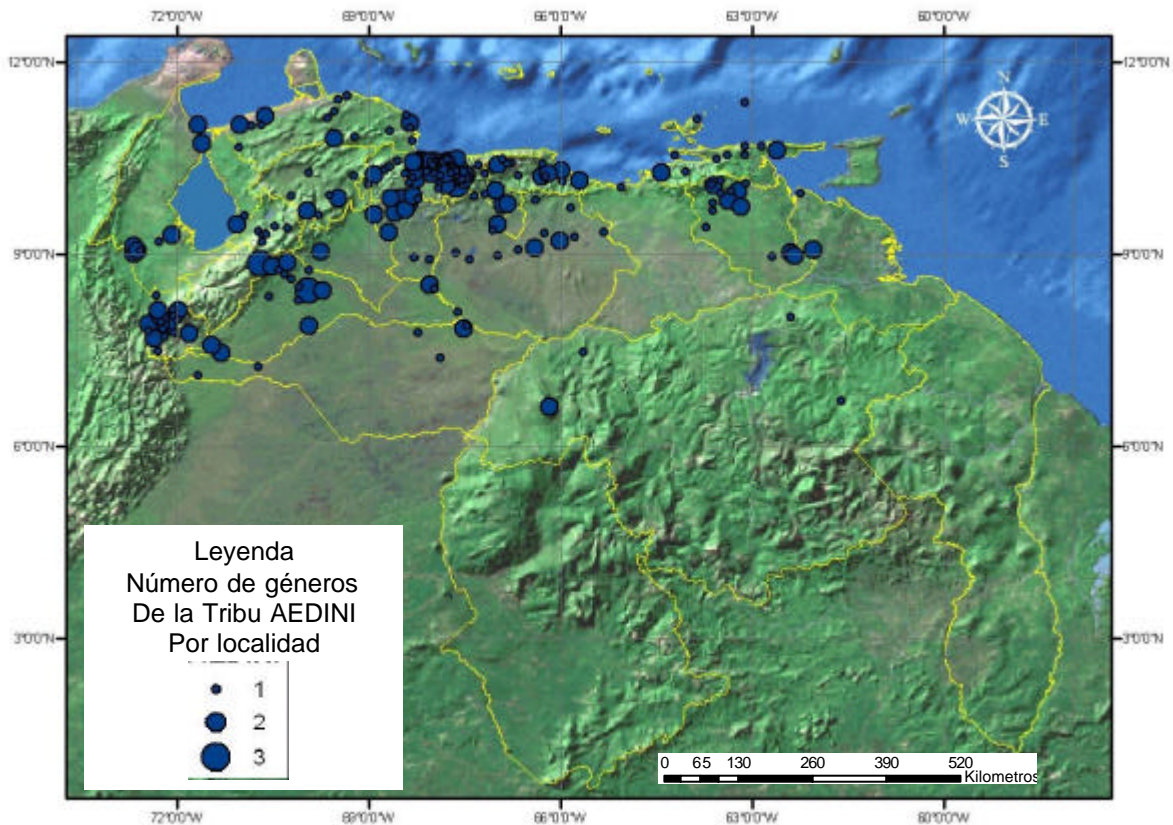 72°0'0"W 69°0'0"W 66°0'0"W 63°0'0"W 60°0'0"W
12°0'0"N 12°0'0"N
N
W E
S
9°0'0"N 9°0'0"N
6°0'0"N 6°0'0"N
3°0'0"N 3°0'0"N
Leyenda
Número de géneros
De la Tribu AEDINI
Por localidad
1
2
3
0 65 130 260 390 520
Kilometros
72°0'0"W 69°0'0"W 66°0'0"W 63°0'0"W 60°0'0"W